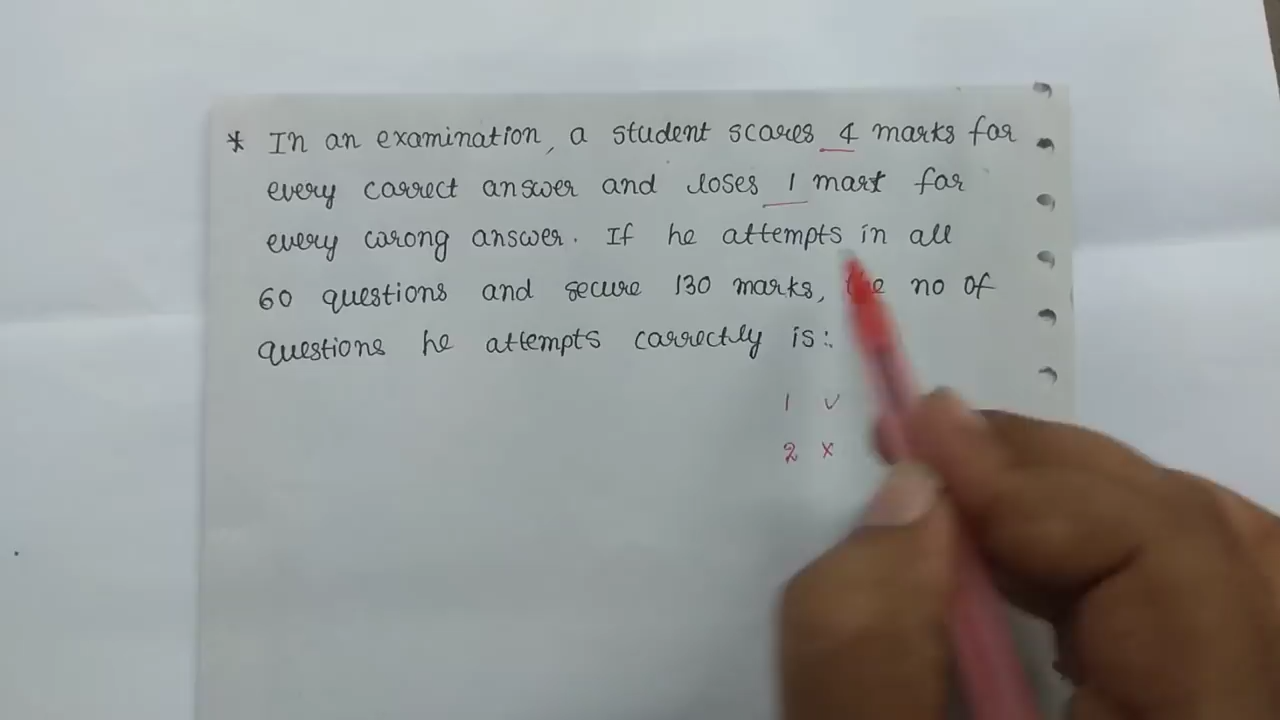 * In an examination, a student scores 4 marks for
every correct answer and loses 1 mark for
every wrong answer. If he attempts in all
60 questions and secure 130 marks, the no of
questions he attempts correctly is:
1 ✓
2 ×